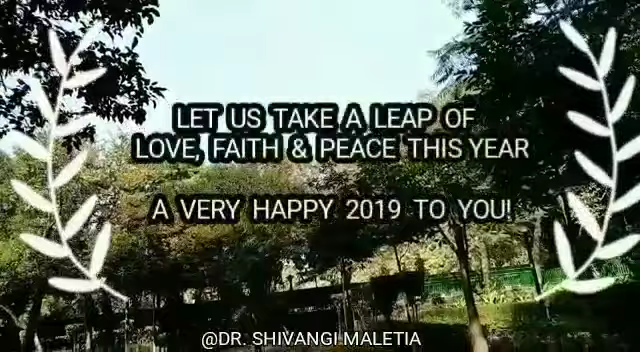 LET US TAKE A LEAP OF
LOVE, FAITH & PEACE THIS YEAR
A VERY HAPPY 2019 TO YOU!
@DR. SHIVANGI MALETIA